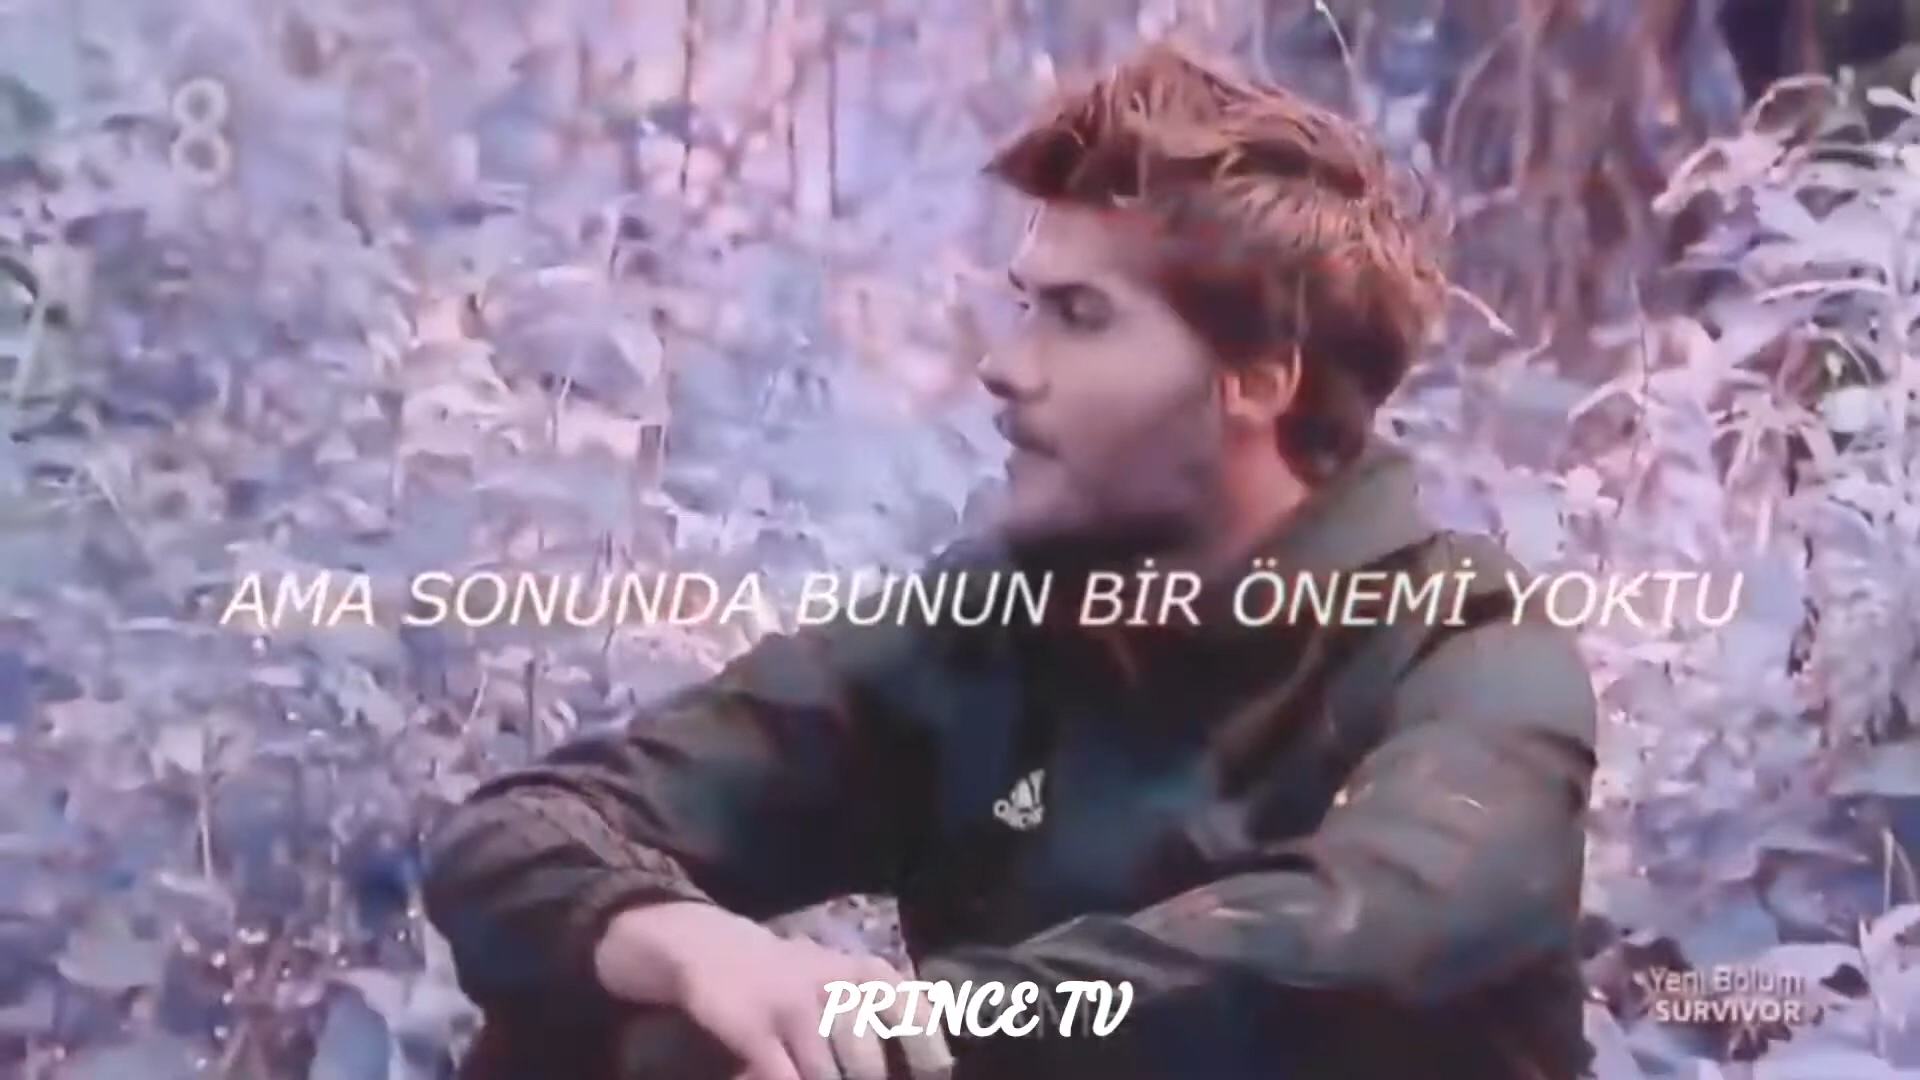 8
AMA SONUNDA BUNUN BİR ÖNEMİ YOKTU
PRINCE TV
Yeni Bölüm
SURVIVOR